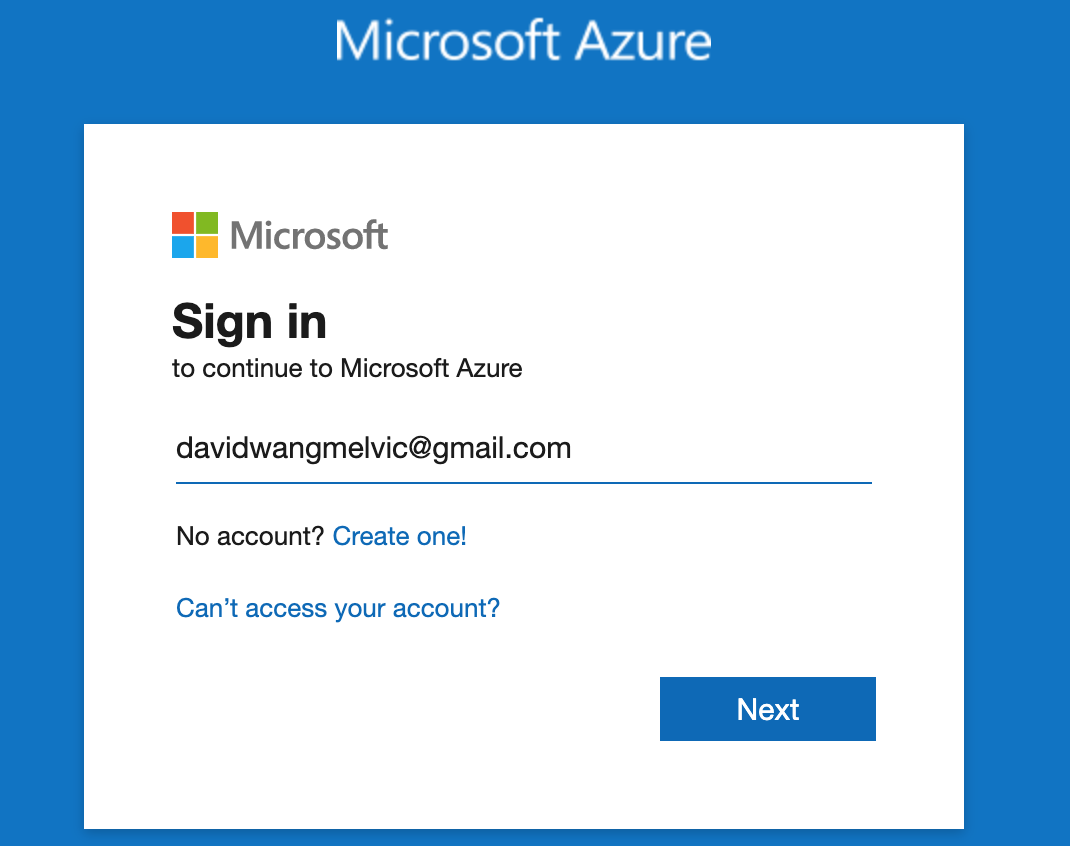 Microsoft Azure
Microsoft
Sign in
to continue to Microsoft Azure
davidwangmelvic@gmail.com
No account? Create one!
Can’t access your account?
Next